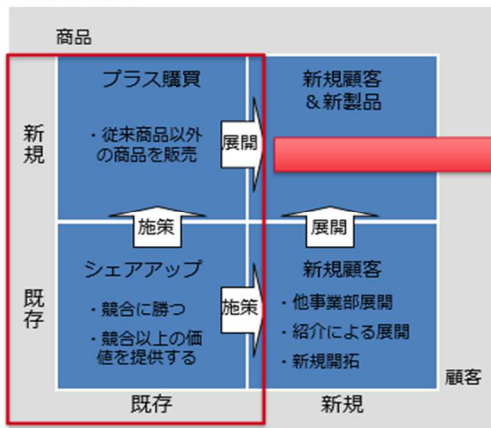 商品
新規
プラス購買
・従来商品以外
の商品を販売
展開
新規顧客
&新製品
施策
展開
既存
シェアアップ
・競合に勝つ
・競合以上の価
値を提供する
施策
新規顧客
・他事業部展開
・紹介による展開
・新規開拓
顧客
既存
新規